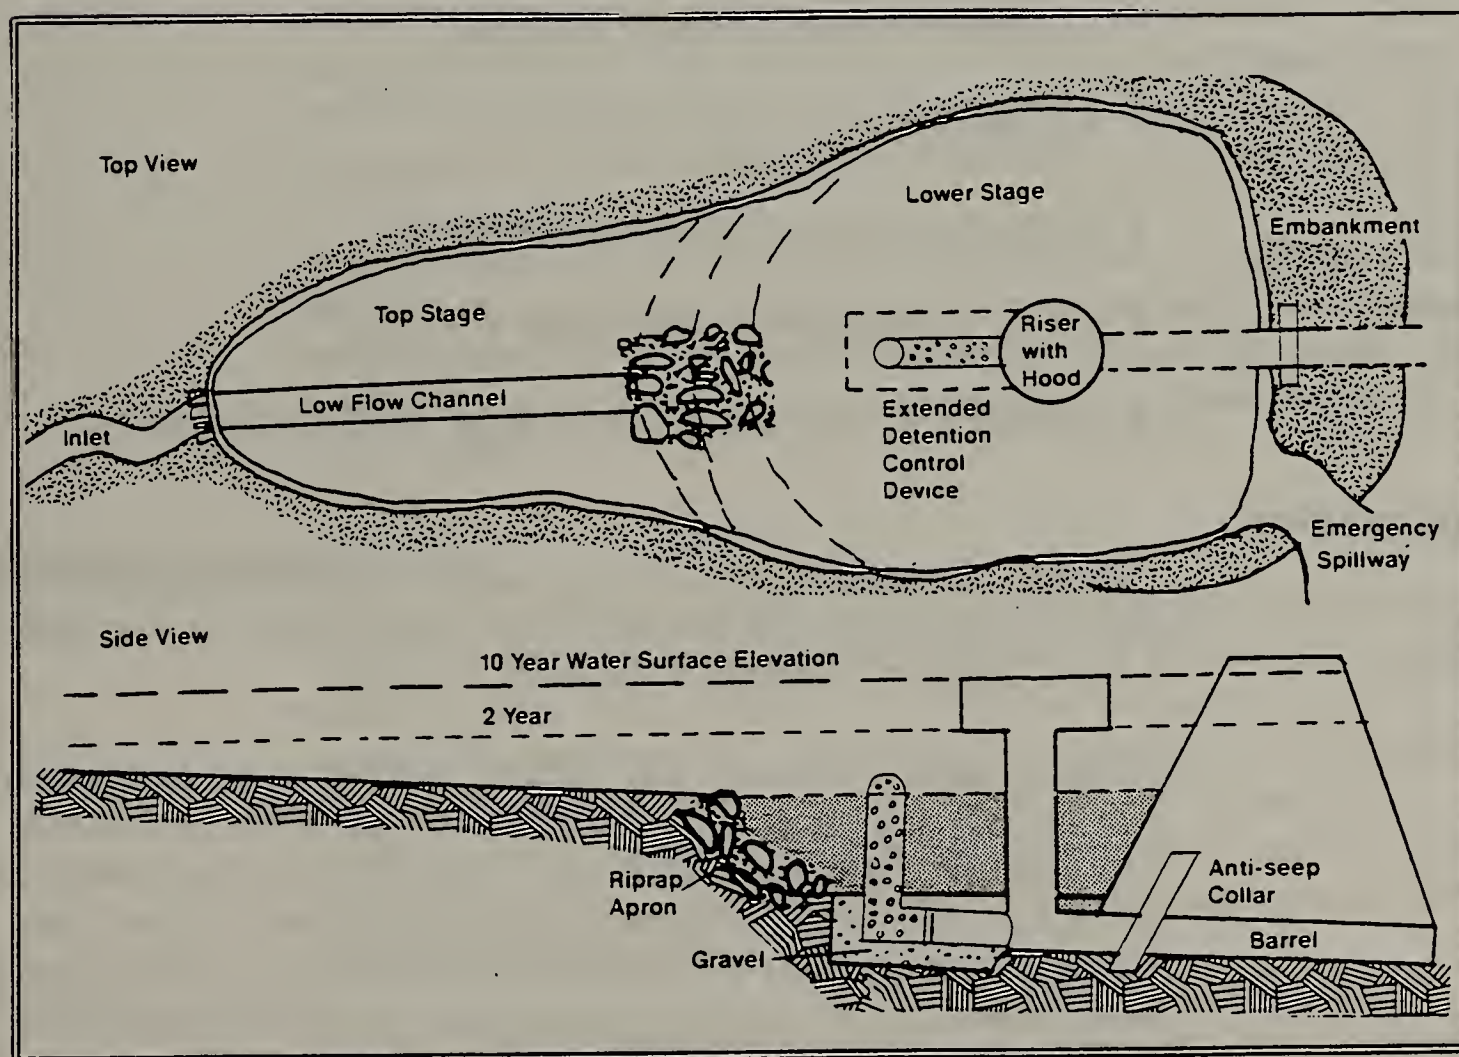 Top View
Lower Stage
Embankment
Top Stage
Riser
with
Hood
Low Flow Channel
Inlet
Extended
Detention
Control
Device
Emergency
Spillway
Side View
10 Year Water Surface Elevation
2 Year
Riprap
Apron
Anti-seep
Collar
Gravel
Barrel